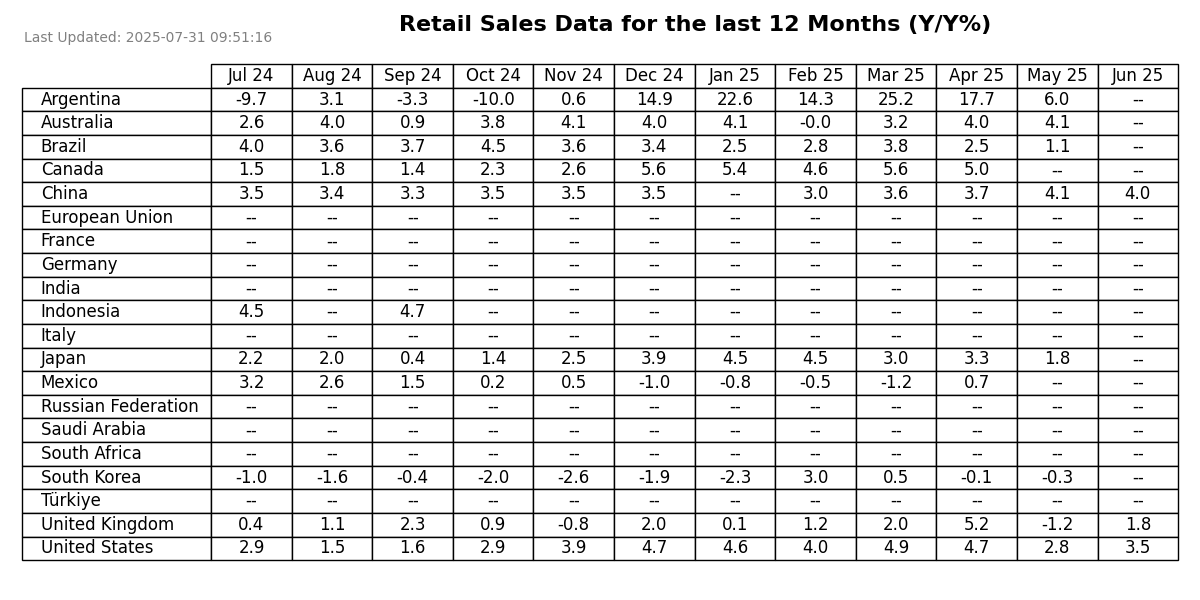 Retail Sales Data for the last 12 Months (Y/Y%)
Last Updated: 2025-07-31 09:51:16
Jul 24 Aug 24 Sep 24 Oct 24 Nov 24 Dec 24 Jan 25 Feb 25 Mar 25 Apr 25 May 25 Jun 25
Argentina -9.7 3.1 -3.3 -10.0 0.6 14.9 22.6 14.3 25.2 17.7 6.0 --
Australia 2.6 4.0 0.9 3.8 4.1 4.0 4.1 -0.0 3.2 4.0 4.1 --
Brazil 4.0 3.6 3.7 4.5 3.6 3.4 2.5 2.8 3.8 2.5 1.1 --
Canada 1.5 1.8 1.4 2.3 2.6 5.6 5.4 4.6 5.6 5.0 -- --
China 3.5 3.4 3.3 3.5 3.5 3.5 -- 3.0 3.6 3.7 4.1 4.0
European Union -- -- -- -- -- -- -- -- -- -- -- --
France -- -- -- -- -- -- -- -- -- -- -- --
Germany -- -- -- -- -- -- -- -- -- -- -- --
India -- -- -- -- -- -- -- -- -- -- -- --
Indonesia 4.5 -- 4.7 -- -- -- -- -- -- -- -- --
Italy -- -- -- -- -- -- -- -- -- -- -- --
Japan 2.2 2.0 0.4 1.4 2.5 3.9 4.5 4.5 3.0 3.3 1.8 --
Mexico 3.2 2.6 1.5 0.2 0.5 -1.0 -0.8 -0.5 -1.2 0.7 -- --
Russian Federation -- -- -- -- -- -- -- -- -- -- -- --
Saudi Arabia -- -- -- -- -- -- -- -- -- -- -- --
South Africa -- -- -- -- -- -- -- -- -- -- -- --
South Korea -1.0 -1.6 -0.4 -2.0 -2.6 -1.9 -2.3 3.0 0.5 -0.1 -0.3 --
Türkiye -- -- -- -- -- -- -- -- -- -- -- --
United Kingdom 0.4 1.1 2.3 0.9 -0.8 2.0 0.1 1.2 2.0 5.2 -1.2 1.8
United States 2.9 1.5 1.6 2.9 3.9 4.7 4.6 4.0 4.9 4.7 2.8 3.5